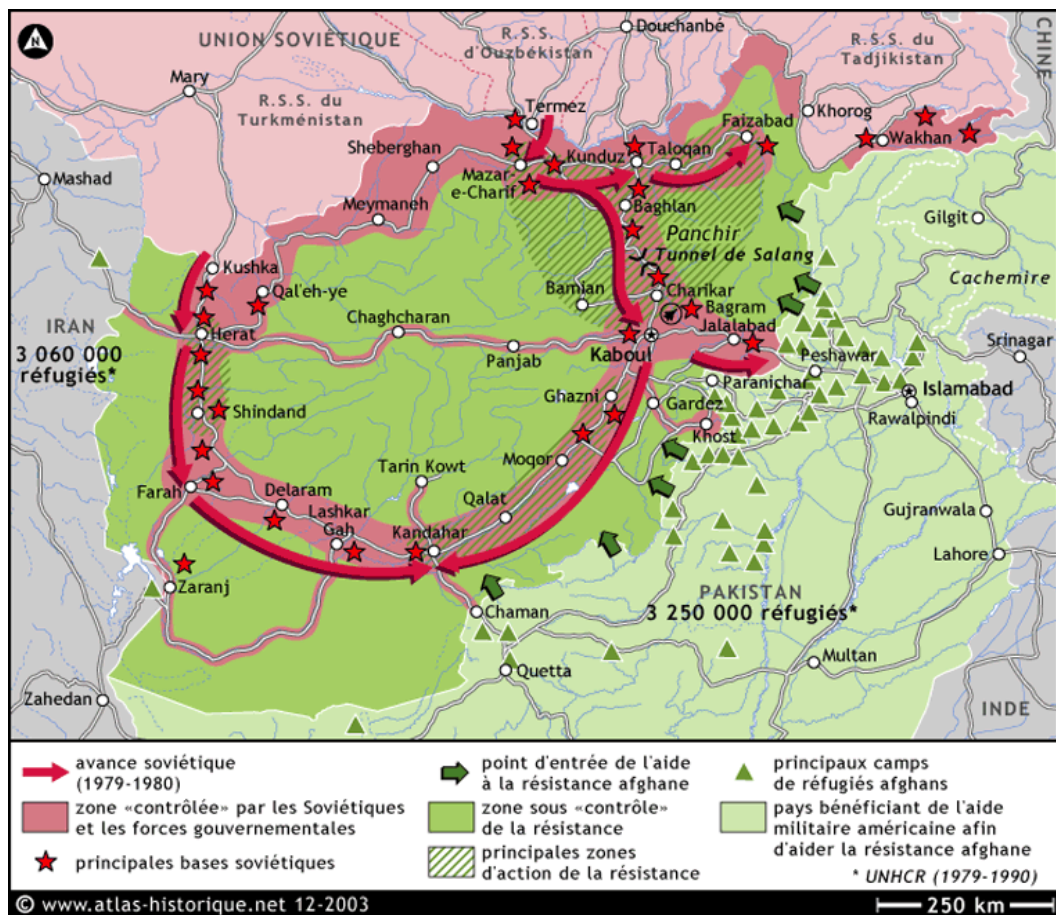 N
UNION SOVIÉTIQUE
R.S.S.
d'Ouzbékistan
Douchanbé
R.S.S. du
Tadjikistan
CHINE
Mary
R.S.S. du
Turkménistan
Termez
Khorog
Faizabad
Wakhan
Sheberghan
Kunduz
Taloqan
Mashad
Mazar-
e-Charif
Meymaneh
Baghlan
Gilgit
Panchir
Tunnel de Salang
Kushka
Cachemire
Qal'eh-ye
Bamian
Charikar
Bagram
IRAN
3 060 000
réfugiés*
Herat
Chaghcharan
Jalalabad
Srinagar
Panjab
Kaboul
Peshawar
Paranichar
Islamabad
Ghazni
Gardez
Rawalpindi
Shindand
Khost
Moqor
Tarin Kowt
Farah
Delaram
Qalat
Lashkar
Gah
Gujranwala
Kandahar
Lahore
Zaranj
PAKISTAN
3 250 000 réfugiés*
Chaman
Multan
Quetta
Zahedan
INDE
avance soviétique
(1979-1980)
zone «contrôlée» par les Soviétiques
et les forces gouvernementales
principales bases soviétiques
point d'entrée de l'aide
à la résistance afghane
zone sous «contrôle»
de la résistance
principales zones
d'action de la résistance
principaux camps
de réfugiés afghans
pays bénéficiant de l'aide
militaire américaine afin
d'aider la résistance afghane
* UNHCR (1979-1990)
© www.atlas-historique.net 12-2003
250 km